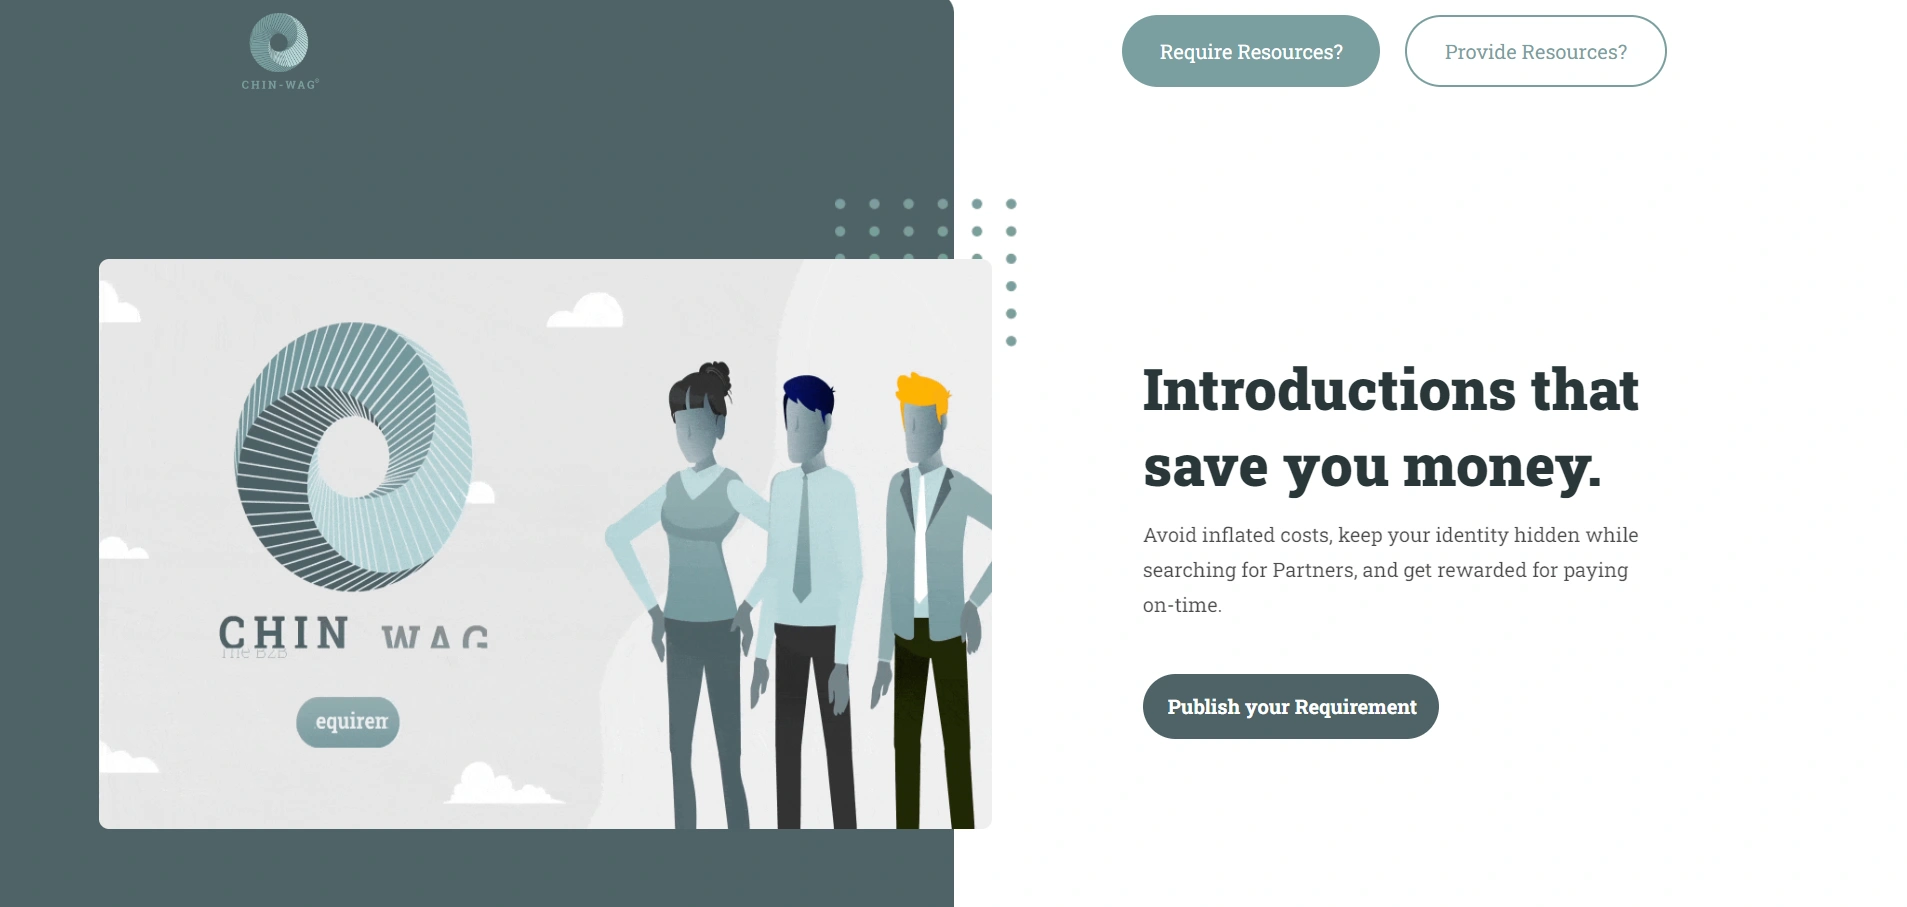 CHIN-WAG®
Require Resources?
Provide Resources?
CHIN WAG
The B2B
equirem
Introductions that
save you money.
Avoid inflated costs, keep your identity hidden while
searching for Partners, and get rewarded for paying
on-time.
Publish your Requirement